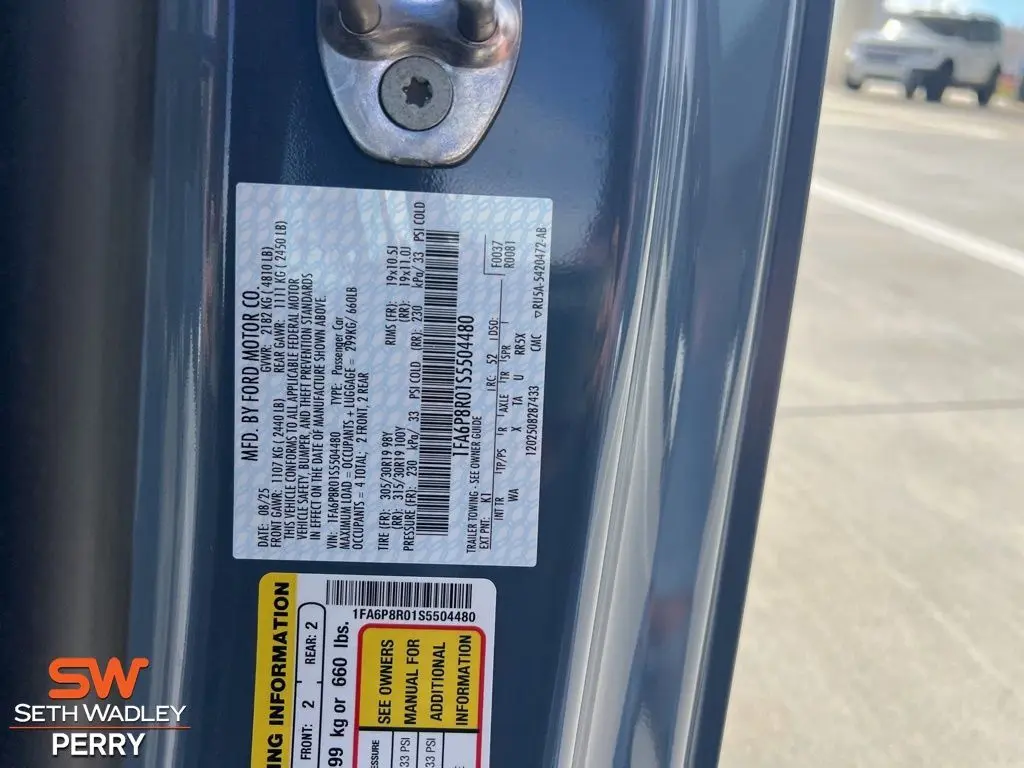 MFD. BY FORD MOTOR CO.
DATE: 08/25 GVWR: 2182 KG / 4810 LB)
FRONT GAWR: 1107 KG ( 2440 LB) REAR GAWR: 1111 KG ( 2450 LB)
THIS VEHICLE CONFORMS TO ALL APPLICABLE FEDERAL MOTOR
VEHICLE SAFETY, BUMPER, AND THEFT PREVENTION STANDARDS
IN EFFECT ON THE DATE OF MANUFACTURE SHOWN ABOVE.
VIN: 1FA6P8R01S5504480 TYPE: Passenger Car
MAXIMUM LOAD = OCCUPANTS + LUGGAGE = 299KG/ 660LB
OCCUPANTS = 4 TOTAL; 2 FRONT, 2 REAR
TIRE (FR): 305/30R19 98Y RIMS (FR): 19x10.5J
(RR): 315/30R19 100Y (RR): 19x11.0J
PRESSURE (FR): 230 kPa/ 33 PSI COLD (RR): 230 kPa/ 33 PSI COLD
1FA6P8R01S5504480
TRAILER TOWING - SEE OWNER GUIDE
F0037
R0081
EXT PNT: K1 RC: 52 DSO:
INT TR TP/PS R AXLE TR SPR
WA X TA U RR5X
1202508287433 CMC ▽RU5A-5420472-AB
1FA6P8R01S5504480
ING INFORMATION
FRONT: 2 REAR: 2
99 kg or 660 lbs.
SEE OWNERS
MANUAL FOR
ADDITIONAL
INFORMATION
ESSURE
33 PSI
33 PSI
SW
SETH WADLEY
PERRY